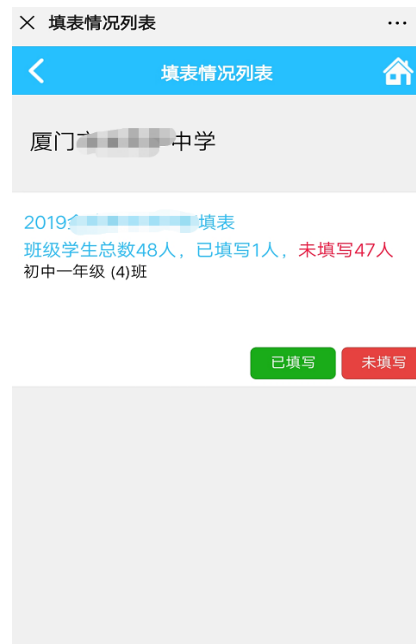 填表情况列表
填表情况列表
厦门 中学
2019 填表
班级学生总数48人，已填写1人，未填写47人
初中一年级 (4)班
已填写 未填写